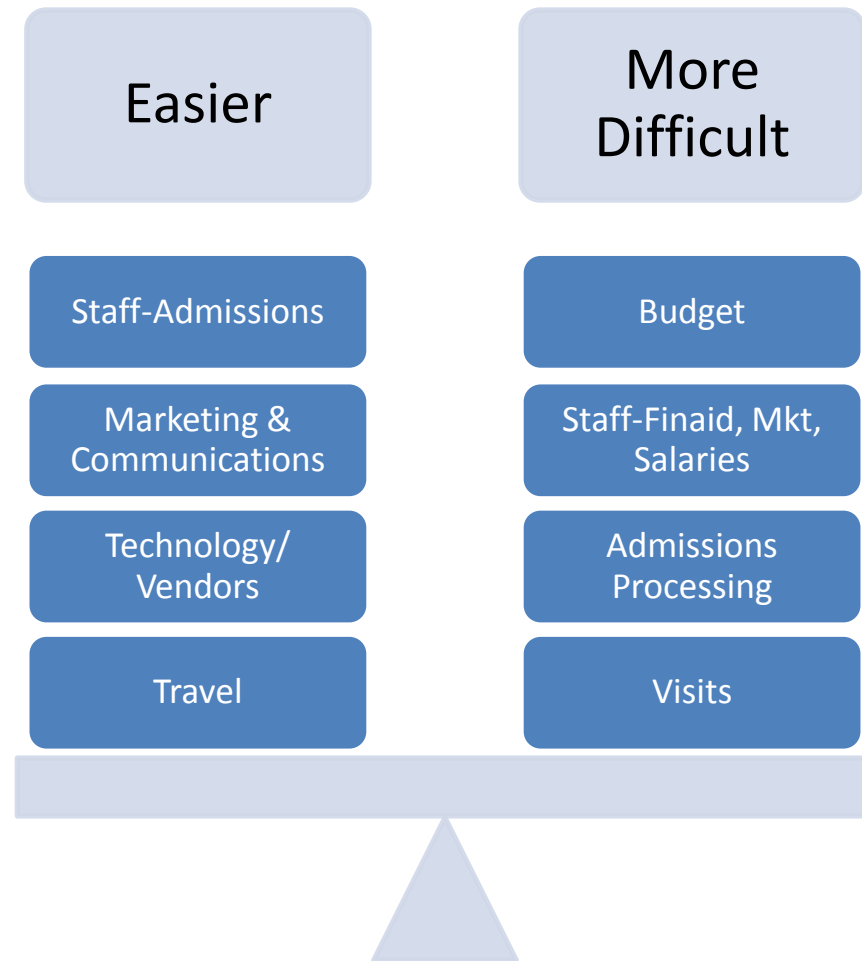 Easier
More
Difficult
Staff-Admissions
Budget
Marketing &
Communications
Staff-Finaid, Mkt,
Salaries
Technology/
Vendors
Admissions
Processing
Travel
Visits